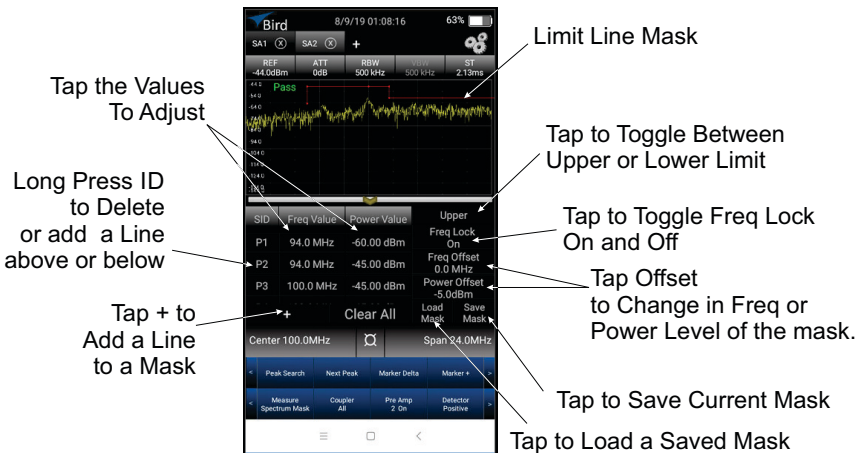 Bird
8/9/19 01:08:16
63%
SA1 X SA2 X +
REF ATT RBW VBW ST
-44.0dBm 0dB 500 kHz 500 kHz 2.13ms
Pass
Limit Line Mask
Tap the Values
To Adjust
Tap to Toggle Between
Upper or Lower Limit
Long Press ID
to Delete
or add a Line
above or below
SID Freq Value Power Value
P1 94.0 MHz -60.00 dBm
P2 94.0 MHz -45.00 dBm
P3 100.0 MHz -45.00 dBm
+ Clear All
Upper
Freq Lock
On
Freq Offset
0.0 MHz
Power Offset
-5.0dBm
Load
Mask
Save
Mask
Tap to Toggle Freq Lock
On and Off
Tap Offset
to Change in Freq or
Power Level of the mask.
Tap + to
Add a Line
to a Mask
Center 100.0MHz
Span 24.0MHz
< Peak Search Next Peak Marker Delta Marker + >
< Measure Coupler Pre Amp Detector >
Spectrum Mask All 2 On Positive
Tap to Save Current Mask
Tap to Load a Saved Mask